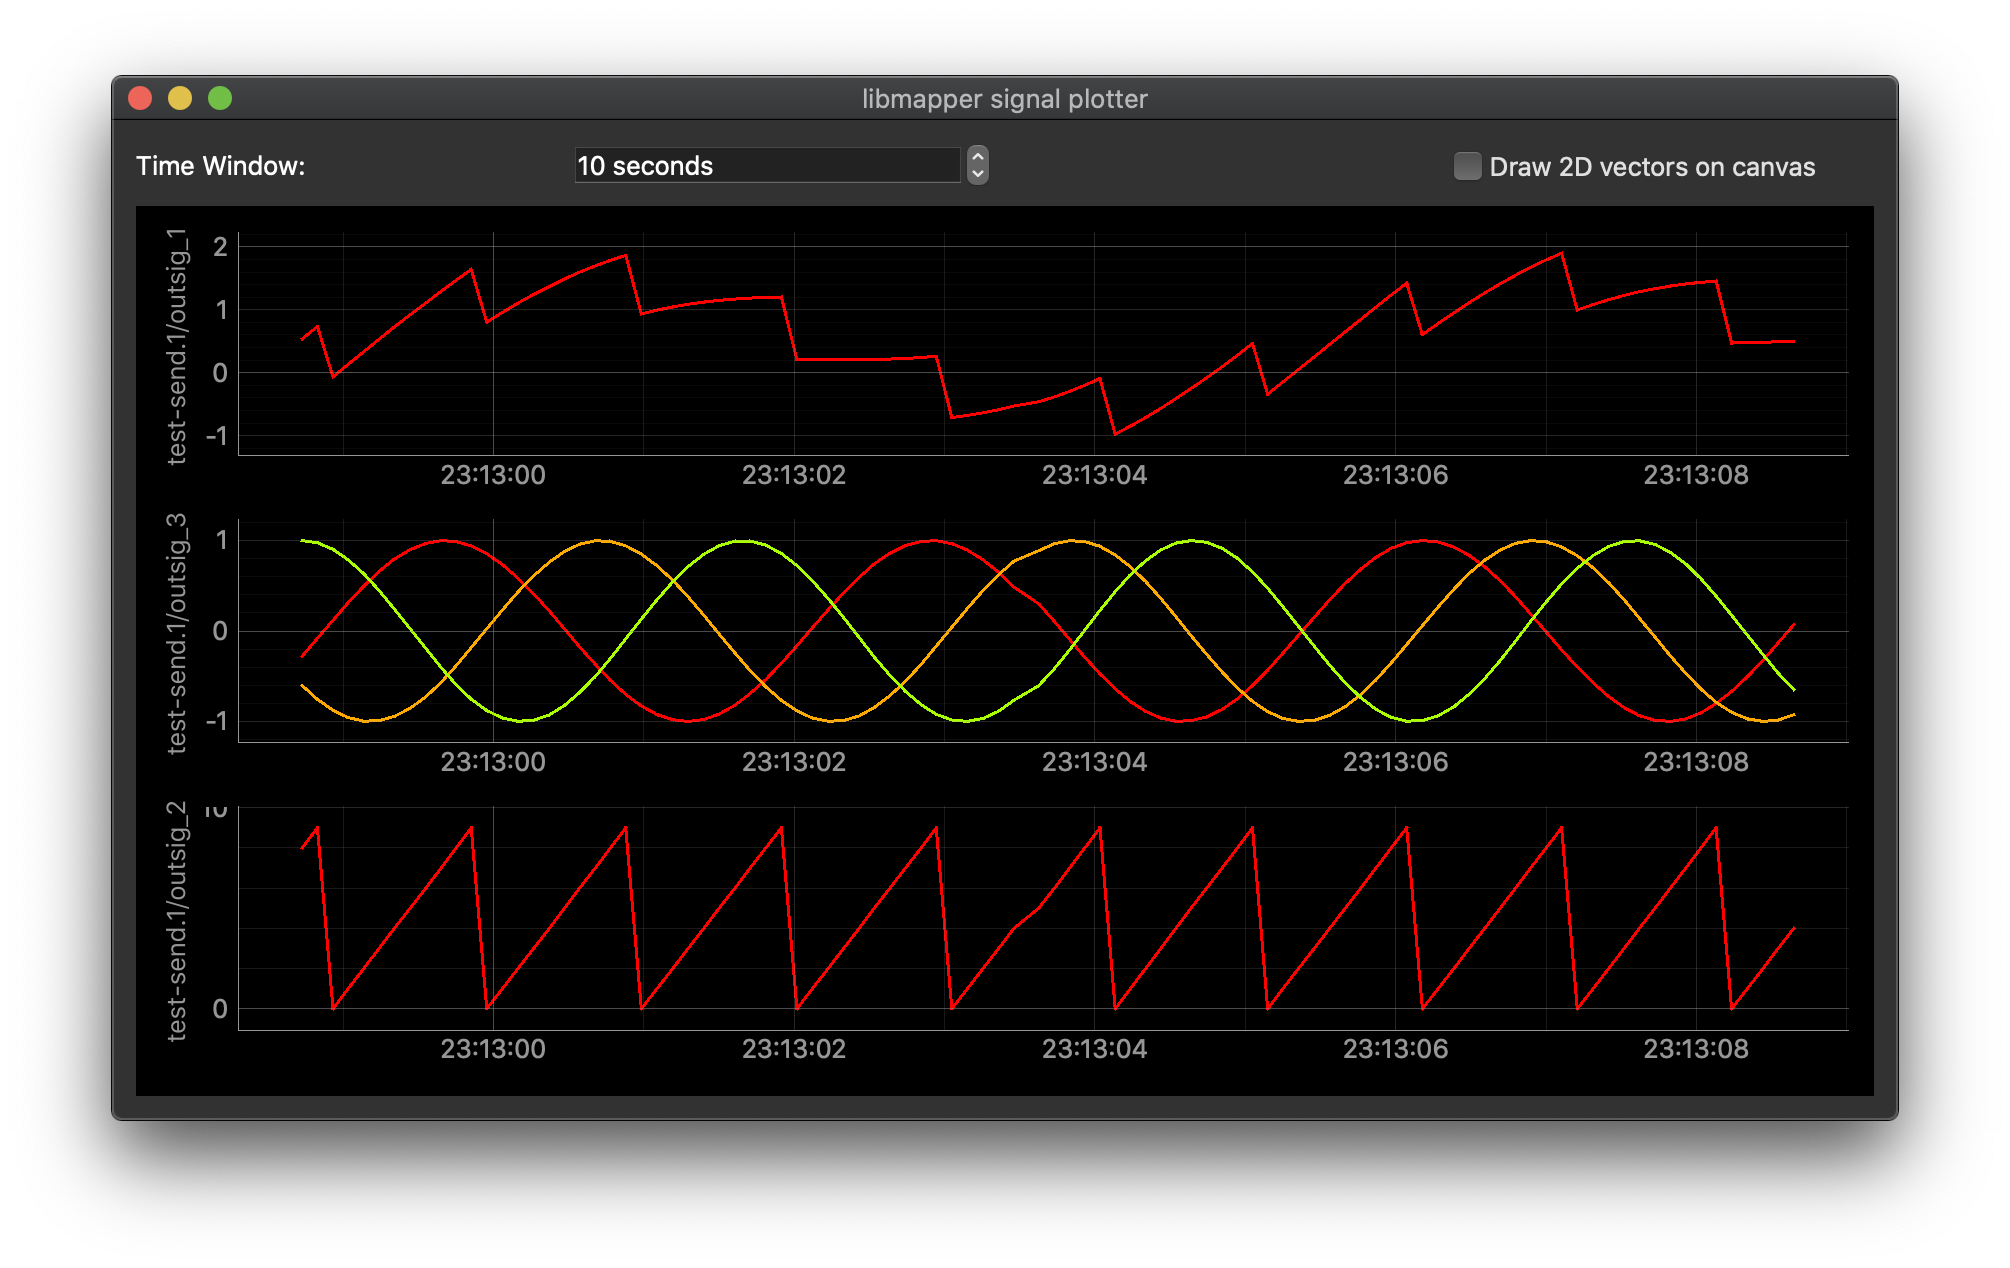 libmapper signal plotter
Time Window:
10 seconds
Draw 2D vectors on canvas
test-send.1/outsig_1
2
1
0
-1
23:13:00 23:13:02 23:13:04 23:13:06 23:13:08
test-send.1/outsig_3
1
0
-1
23:13:00 23:13:02 23:13:04 23:13:06 23:13:08
test-send.1/outsig_2
10
0
23:13:00 23:13:02 23:13:04 23:13:06 23:13:08